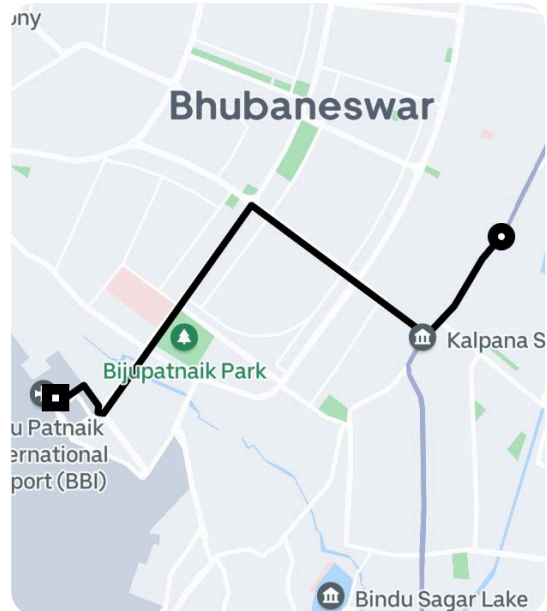 ony
Bhubaneswar
Kalpana S
Bijupatnaik Park
u Patnaik
ernational
port (BBI)
Bindu Sagar Lake